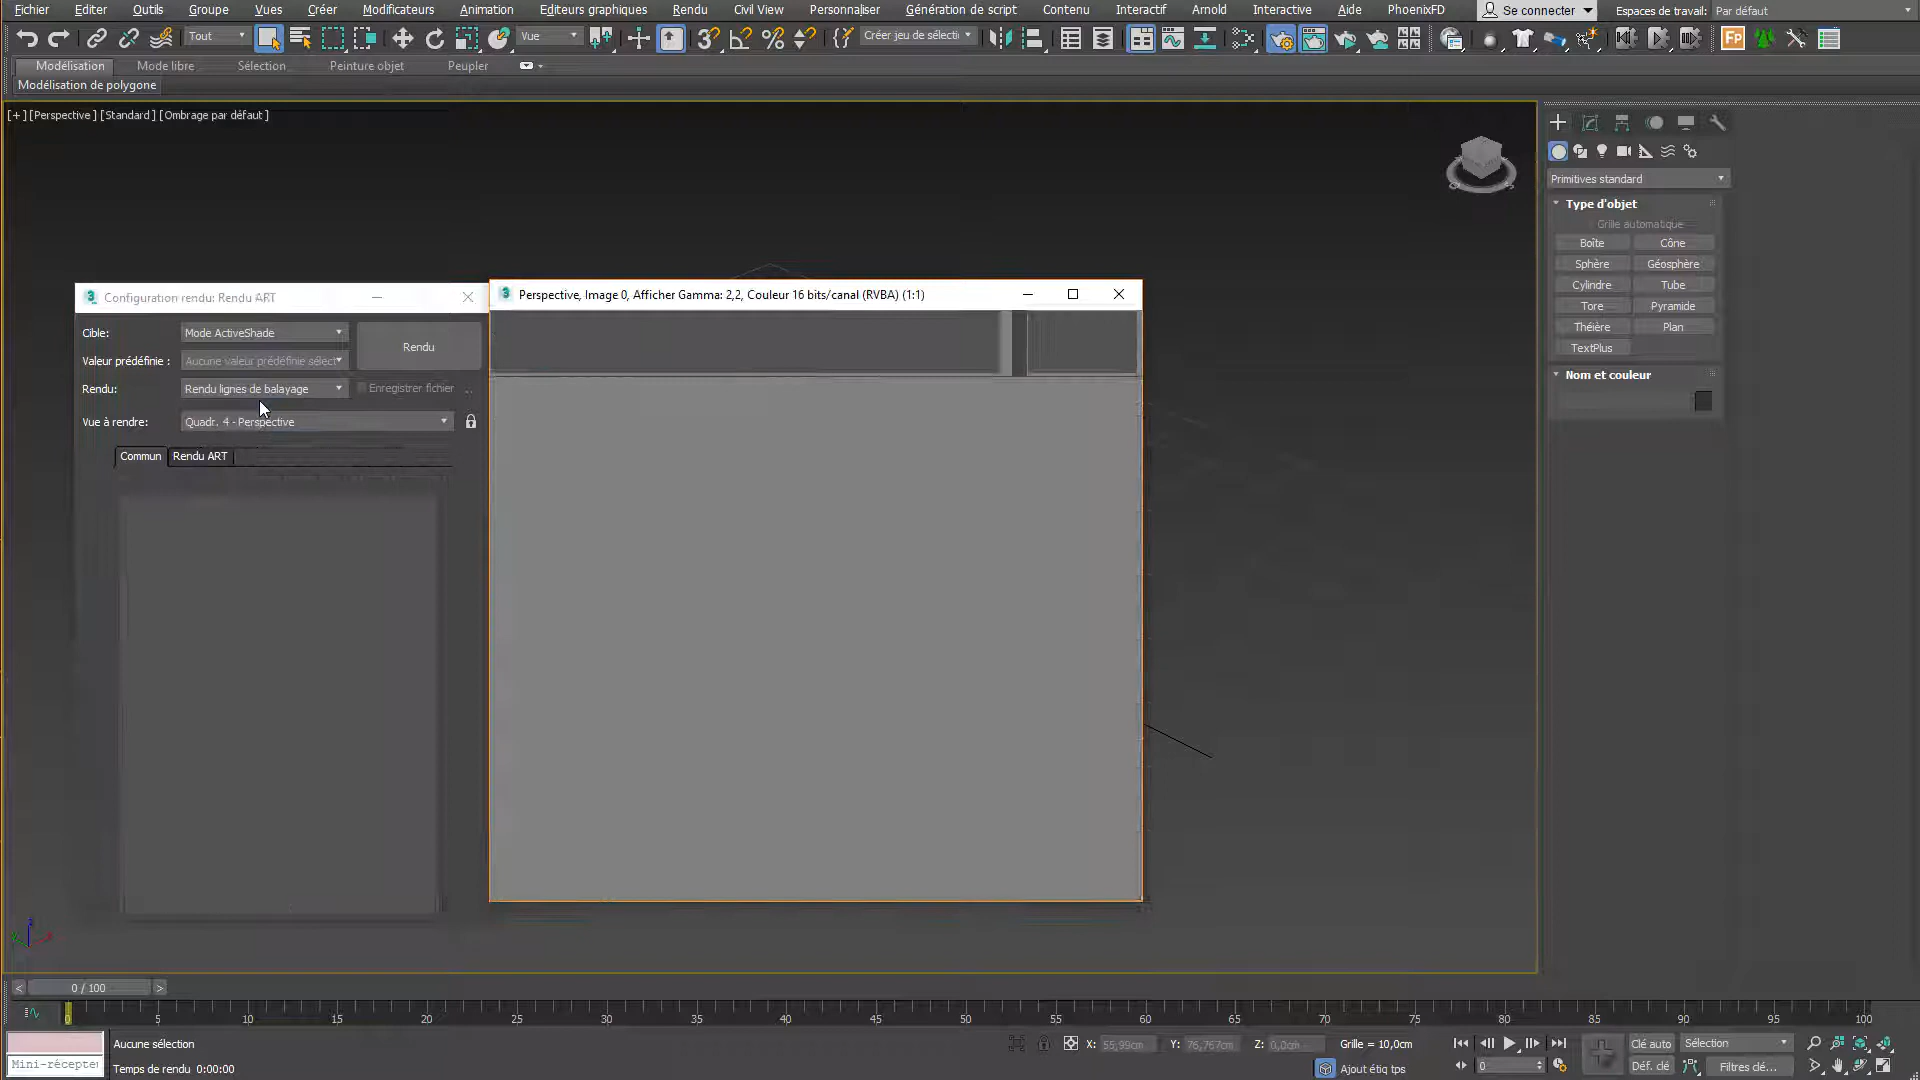 Fichier Editer Outils Groupe Vues Créer Modificateurs Animation Editeurs graphiques Rendu Civil View Personnaliser Génération de script Contenu Interactif Arnold Interactive Aide PhoenixFD Se connecter Espaces de travail: Par défaut
Tout Vue Créer jeu de sélecti
Modélisation Mode libre Sélection Peinture objet Peupler
Modélisation de polygone
[+] [Perspective] [Standard] [Ombrage par défaut]
Primitives standard
Type d'objet
Grille automatique
Boîte Cône
Sphère Géosphère
Cylindre Tube
Tore Pyramide
Théière Plan
TextPlus
Nom et couleur
Configuration rendu: Rendu ART
Cible: Mode ActiveShade Rendu
Valeur prédéfinie : Aucune valeur prédéfinie sélect
Rendu: Rendu lignes de balayage Enregistrer fichier ...
Vue à rendre: Quadr. 4 - Perspective
Commun Rendu ART
Perspective, Image 0, Afficher Gamma: 2,2, Couleur 16 bits/canal (RVBA) (1:1)
< 0 / 100 >
0 5 10 15 20 25 30 35 40 45 50 55 60 65 70 75 80 85 90 95 100
Aucune sélection X: 55,99cm Y: 76,767cm Z: 0,0cm Grille = 10,0cm Clé auto Sélection
Mini-récepte Temps de rendu 0:00:00 Ajout étiq tps 0 Déf. clé Filtres clé...